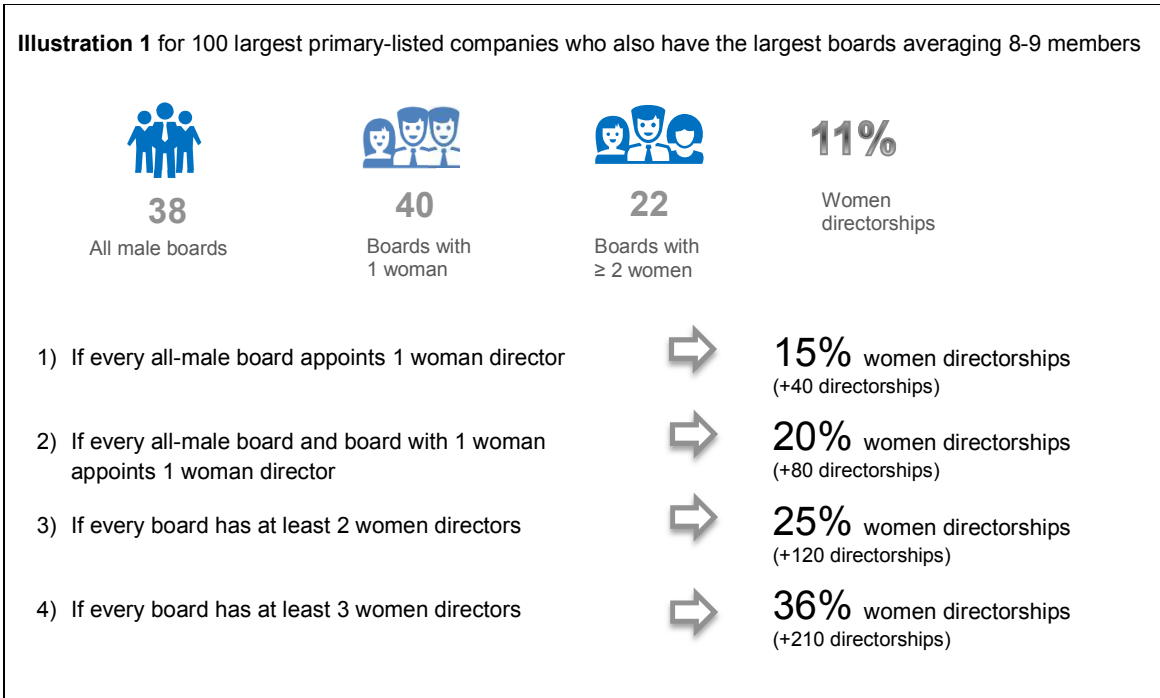 Illustration 1 for 100 largest primary-listed companies who also have the largest boards averaging 8-9 members
38
All male boards
40
Boards with
1 woman
22
Boards with
≥ 2 women
11%
Women
directorships
1) If every all-male board appoints 1 woman director
15% women directorships
(+40 directorships)
2) If every all-male board and board with 1 woman
appoints 1 woman director
20% women directorships
(+80 directorships)
3) If every board has at least 2 women directors
25% women directorships
(+120 directorships)
4) If every board has at least 3 women directors
36% women directorships
(+210 directorships)